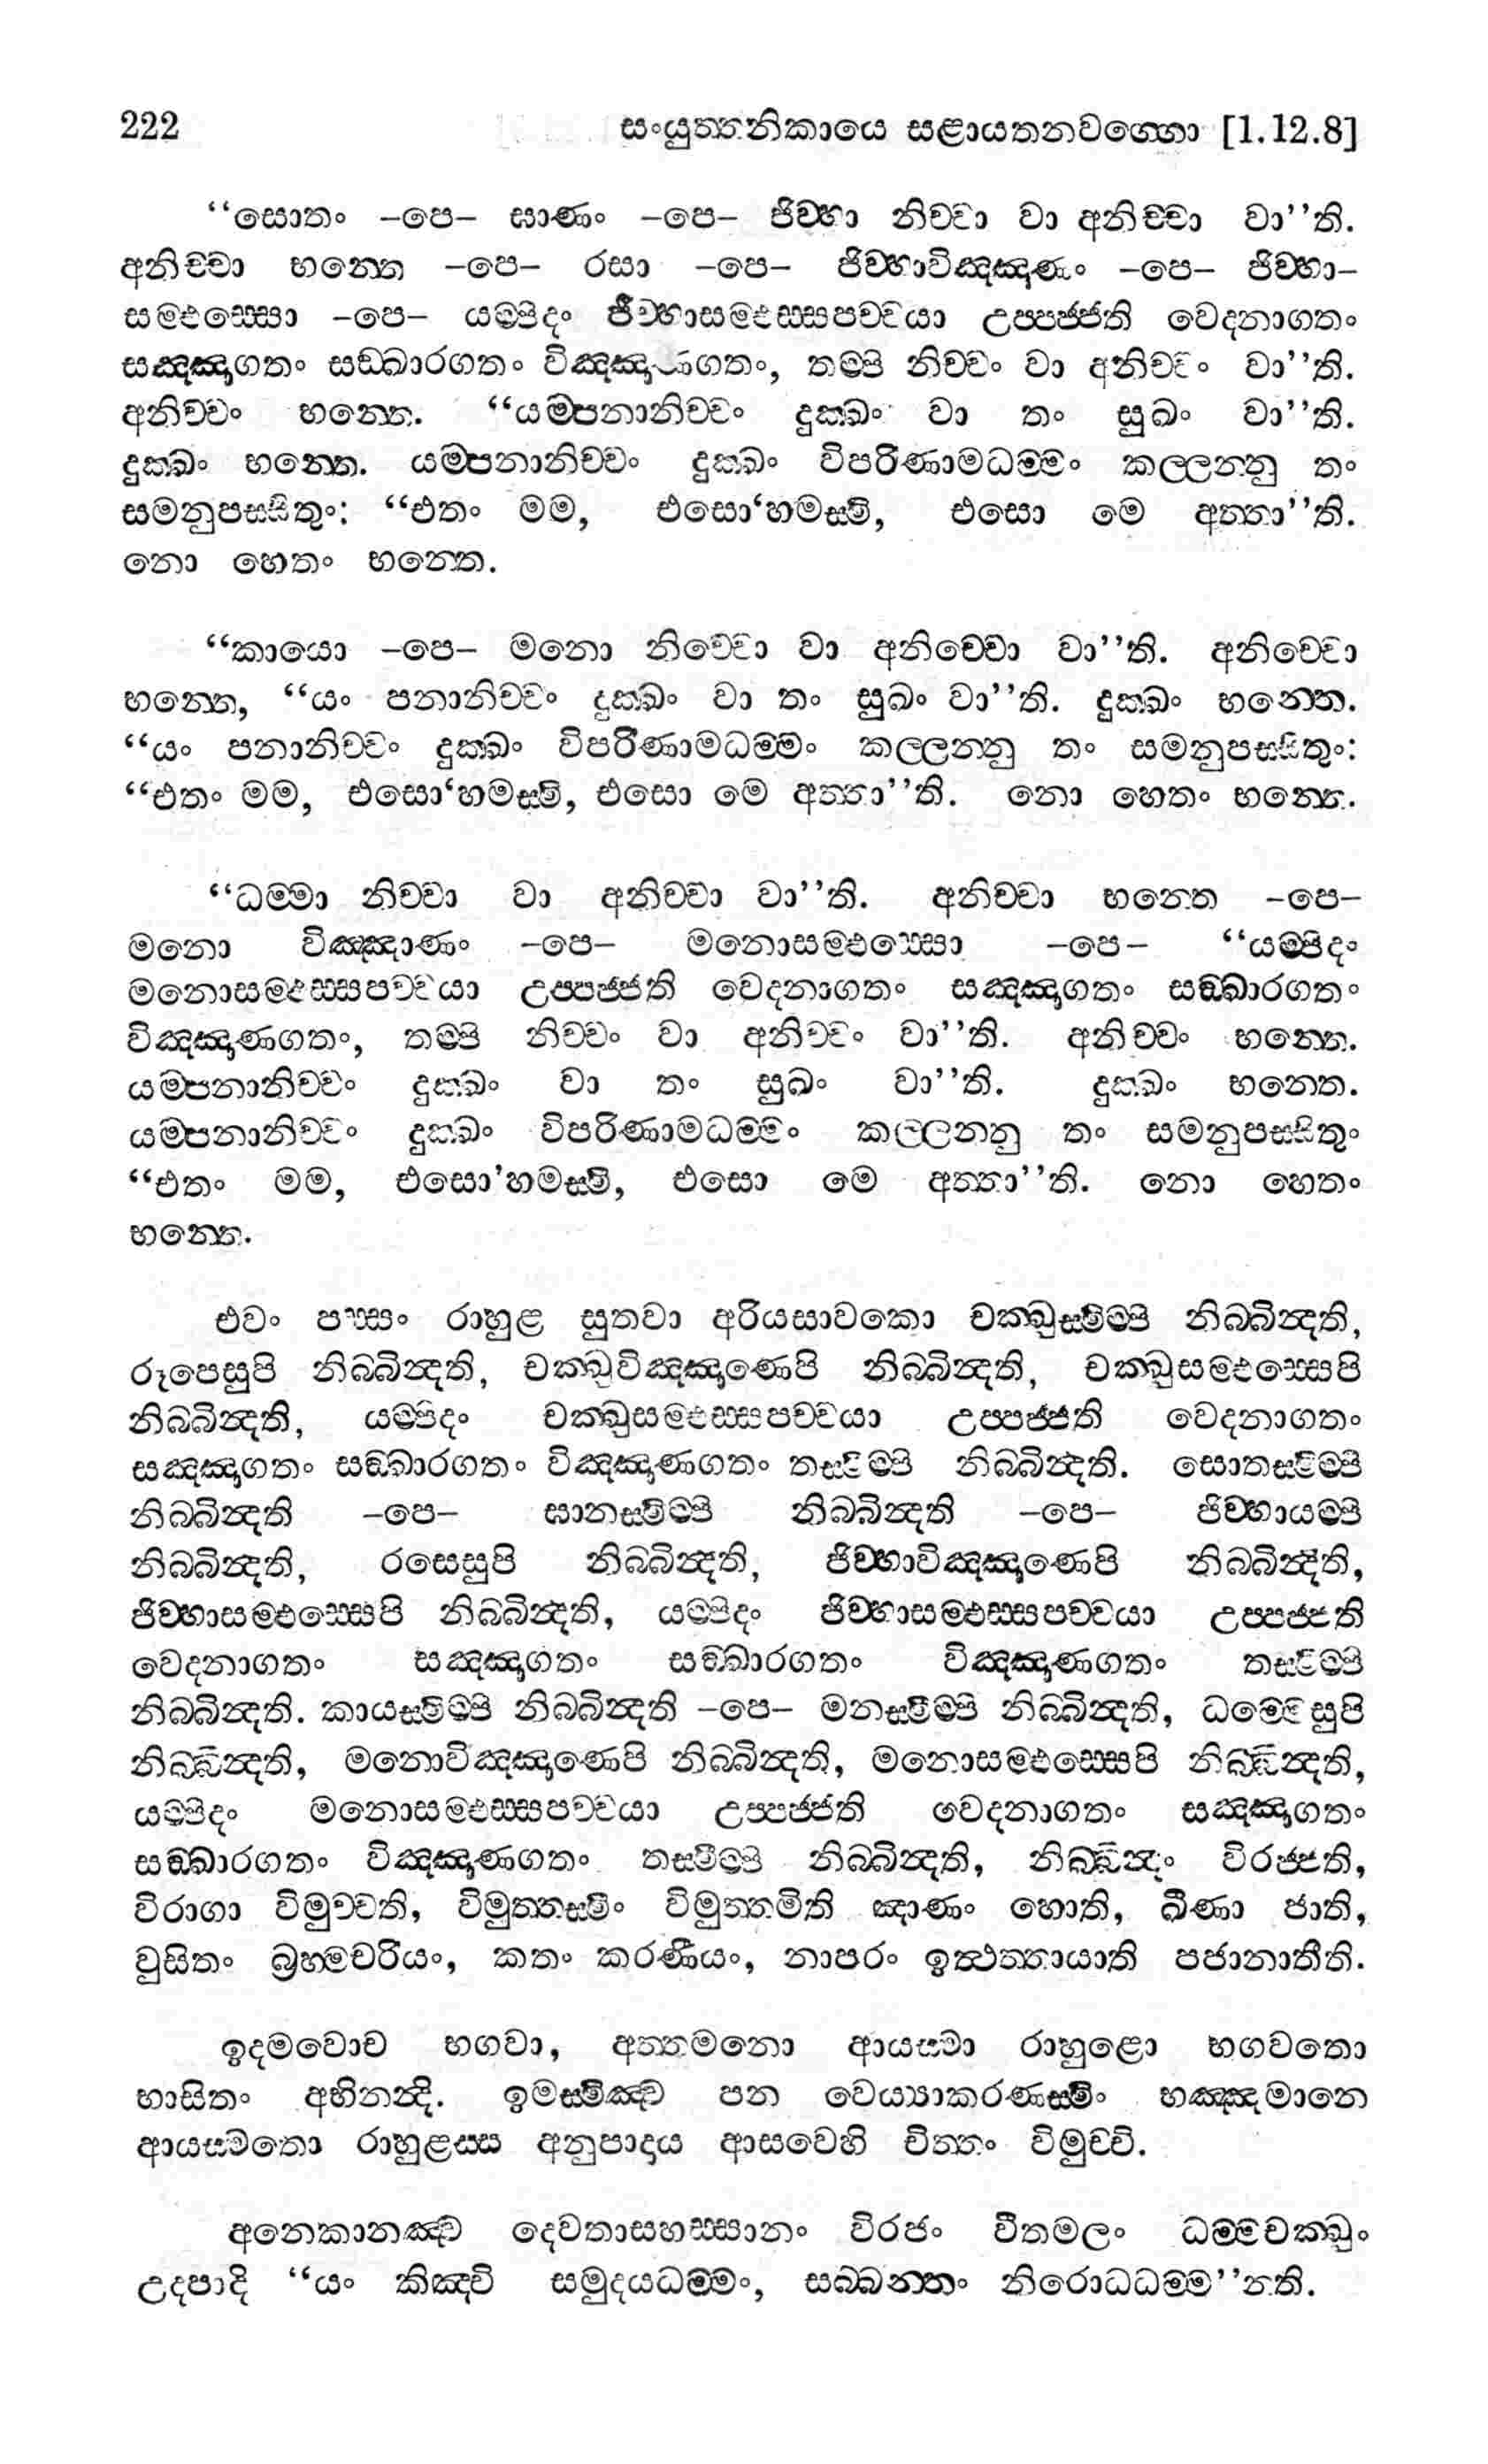 222 සංයුත්තනිකායෙ සළායතනවග්ගො [1.12.8]
“සොතං –පෙ– ඝාණං –පෙ– ජිව්හා නිච්චා වා අනිච්චා වා’’ති.
අනිච්චා භන්තෙ –පෙ– රසා –පෙ– ජිව්හාවිඤ්ඤාණං –පෙ– ජිව්හා–
සම්ඵස්සො –පෙ– යම්පිදං ජීව්හාසම්ඵස්සපච්චයා උප්පජ්ජති වෙදනාගතං
සඤ්ඤාගතං සඞ්ඛාරගතං විඤ්ඤාණගතං, තම්පි නිච්චං වා අනිච්චං වා’’ති.
අනිච්චං භන්තෙ. “යම්පනානිච්චං දුක්ඛං වා තං සුඛං වා’’ති.
දුක්ඛං භන්තෙ. යම්පනානිච්චං දුක්ඛං විපරිණාමධම්මං කල්ලන්නු තං
සමනුපස්සිතුං: “එතං මම, එසො‘හමස්මි, එසො මෙ අත්තා’’ති.
නො හෙතං භන්තෙ.
“කායො –පෙ– මනො නිච්චො වා අනිච්චො වා’’ති. අනිච්චො
භන්තෙ, “යං පනානිච්චං දුක්ඛං වා තං සුඛං වා’’ති. දුක්ඛං භන්තෙ.
“යං පනානිච්චං දුක්ඛං විපරිණාමධම්මං කල්ලන්නු තං සමනුපස්සිතුං:
“එතං මම, එසො‘හමස්මි, එසො මෙ අත්තා’’ති. නො හෙතං භන්තෙ.
“ධම්මා නිච්චා වා අනිච්චා වා’’ති. අනිච්චා භන්තෙ –පෙ–
මනො විඤ්ඤාණං –පෙ– මනොසම්ඵස්සො –පෙ– “යම්පිදං
මනොසම්ඵස්සපච්චයා උප්පජ්ජති වෙදනාගතං සඤ්ඤාගතං සඞ්ඛාරගතං
විඤ්ඤාණගතං, තම්පි නිච්චං වා අනිච්චං වා’’ති. අනිච්චං භන්තෙ.
යම්පනානිච්චං දුක්ඛං වා තං සුඛං වා’’ති. දුක්ඛං භන්තෙ.
යම්පනානිච්චං දුක්ඛං විපරිණාමධම්මං කල්ලන්නු තං සමනුපස්සිතුං
“එතං මම, එසො’හමස්මි, එසො මෙ අත්තා’’ති. නො හෙතං
භන්තෙ.
එවං පස්සං රාහුළ සුතවා අරියසාවකො චක්ඛුස්මිම්පි නිබ්බින්දති,
රූපෙසුපි නිබ්බින්දති, චක්ඛුවිඤ්ඤාණෙපි නිබ්බින්දති, චක්ඛුසම්ඵස්සෙපි
නිබ්බින්දති, යම්පිදං චක්ඛුසම්ඵස්සපච්චයා උප්පජ්ජති වෙදනාගතං
සඤ්ඤාගතං සඞ්ඛාරගතං විඤ්ඤාණගතං තස්මිම්පි නිබ්බින්දති. සොතස්මිම්පි
නිබ්බින්දති –පෙ– ඝානස්මිම්පි නිබ්බින්දති –පෙ– ජිව්හායම්පි
නිබ්බින්දති, රසෙසුපි නිබ්බින්දති, ජිව්හාවිඤ්ඤාණෙපි නිබ්බින්දති,
ජිව්හාසම්ඵස්සෙපි නිබ්බින්දති, යම්පිදං ජිව්හාසම්ඵස්සපච්චයා උප්පජ්ජති
වෙදනාගතං සඤ්ඤාගතං සඞ්ඛාරගතං විඤ්ඤාණගතං තස්මිම්පි
නිබ්බින්දති. කායස්මිම්පි නිබ්බින්දති –පෙ– මනස්මිම්පි නිබ්බින්දති, ධම්මෙසුපි
නිබ්බින්දති, මනොවිඤ්ඤාණෙපි නිබ්බින්දති, මනොසම්ඵස්සෙපි නිබ්බින්දති,
යම්පිදං මනොසම්ඵස්සපච්චයා උප්පජ්ජති වෙදනාගතං සඤ්ඤාගතං
සඞ්ඛාරගතං විඤ්ඤාණගතං තස්මිම්පි නිබ්බින්දති, නිබ්බින්දං විරජ්ජති,
විරාගා විමුච්චති, විමුත්තස්මිං විමුත්තමිති ඤාණං හොති, ඛීණා ජාති,
වුසිතං බ්‍රහ්මචරියං, කතං කරණීයං, නාපරං ඉත්ථත්තායාති පජානාතීති.
ඉදමවොච භගවා, අත්තමනො ආයස්මා රාහුළො භගවතො
භාසිතං අභිනන්දි. ඉමස්මිඤ්ච පන වෙය්‍යාකරණස්මිං භඤ්ඤමානෙ
ආයස්මතො රාහුළස්ස අනුපාදාය ආසවෙහි චිත්තං විමුච්චි.
අනෙකානඤ්ච දෙවතාසහස්සානං විරජං වීතමලං ධම්මචක්ඛුං
උදපාදි “යං කිඤ්චි සමුදයධම්මං, සබ්බන්තං නිරොධධම්ම’’න්ති.